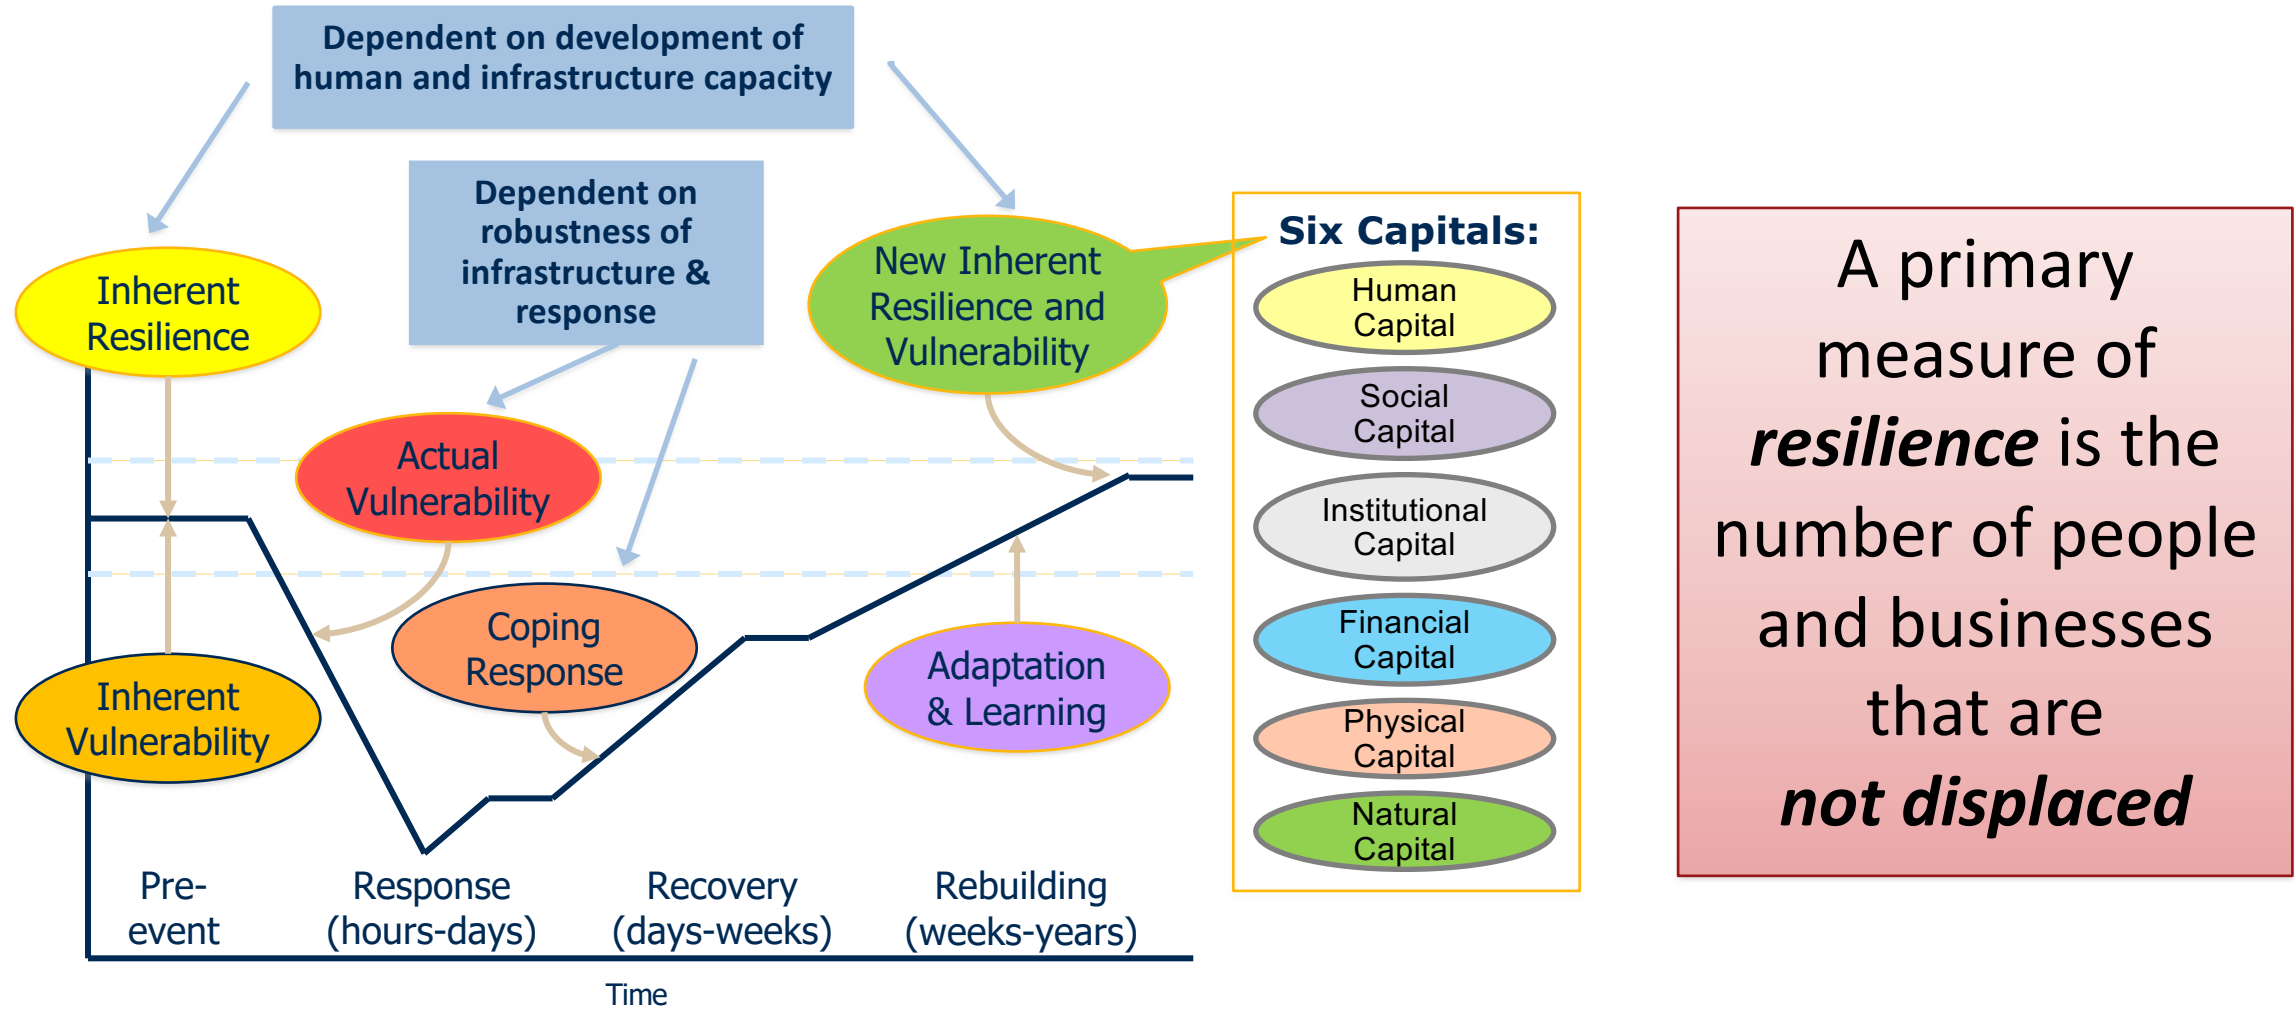 Dependent on development of
human and infrastructure capacity
Dependent on
robustness of
infrastructure &
response
Inherent
Resilience
Actual
Vulnerability
New Inherent
Resilience and
Vulnerability
Inherent
Vulnerability
Coping
Response
Adaptation
& Learning
Pre-
event
Response
(hours-days)
Recovery
(days-weeks)
Rebuilding
(weeks-years)
Time
Six Capitals:
Human
Capital
Social
Capital
Institutional
Capital
Financial
Capital
Physical
Capital
Natural
Capital
A primary
measure of
resilience is the
number of people
and businesses
that are
not displaced